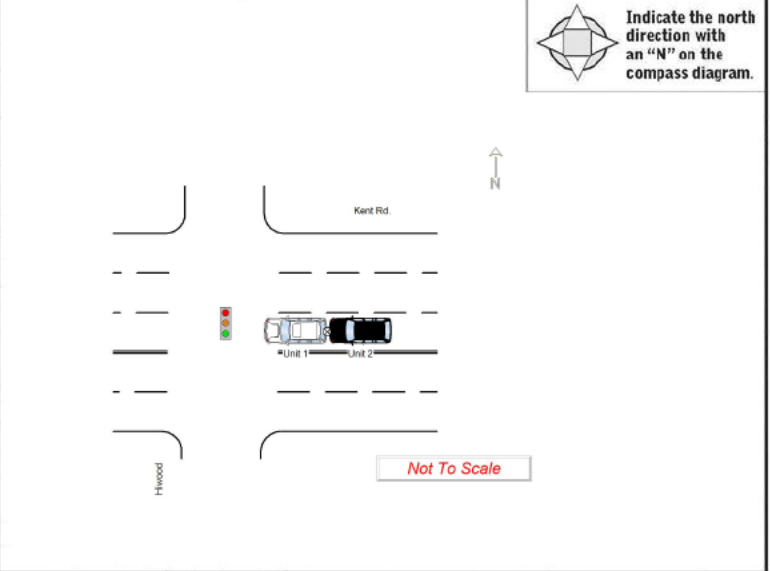 Indicate the north
direction with
an “N” on the
compass diagram.
N
Kent Rd.
Unit 1
Unit 2
Hiwood
Not To Scale